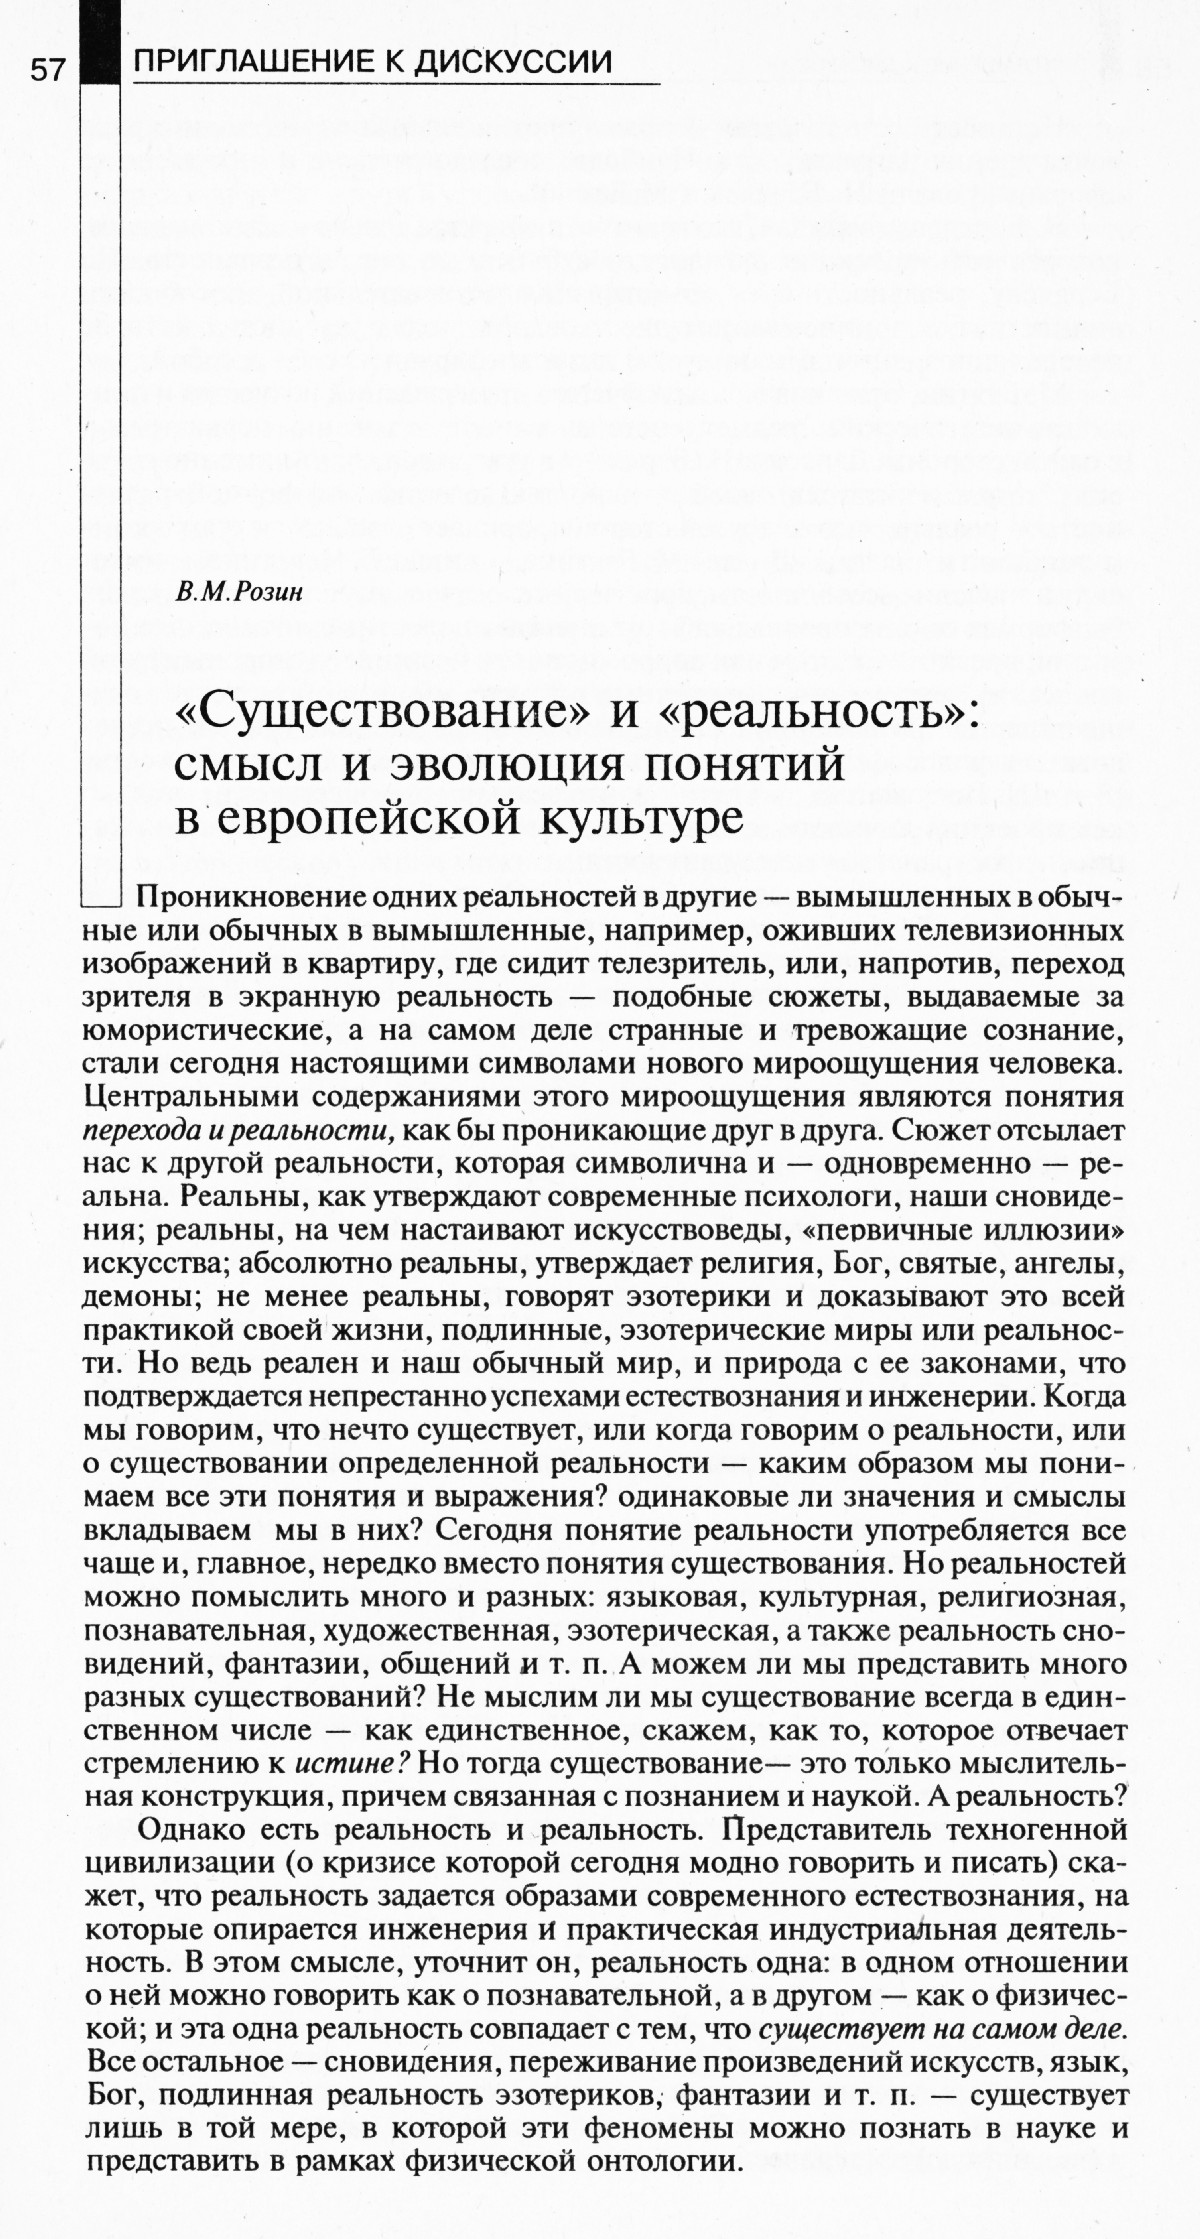 57
ПРИГЛАШЕНИЕ К ДИСКУССИИ
В.М.Розин
«Существование» и «реальность»:
смысл и эволюция понятий
в европейской культуре
Проникновение одних реальностей в другие — вымышленных в обыч-
ные или обычных в вымышленные, например, оживших телевизионных
изображений в квартиру, где сидит телезритель, или, напротив, переход
зрителя в экранную реальность — подобные сюжеты, выдаваемые за
юмористические, а на самом деле странные и тревожащие сознание,
стали сегодня настоящими символами нового мироощущения человека.
Центральными содержаниями этого мироощущения являются понятия
перехода и реальности, как бы проникающие друг в друга. Сюжет отсылает
нас к другой реальности, которая символична и — одновременно — ре-
альна. Реальны, как утверждают современные психологи, наши сновиде-
ния; реальны, на чем настаивают искусствоведы, «первичные иллюзии»
искусства; абсолютно реальны, утверждает религия, Бог, святые, ангелы,
демоны; не менее реальны, говорят эзотерики и доказывают это всей
практикой своей жизни, подлинные, эзотерические миры или реальнос-
ти. Но ведь реален и наш обычный мир, и природа с ее законами, что
подтверждается непрестанно успехами естествознания и инженерии. Когда
мы говорим, что нечто существует, или когда говорим о реальности, или
о существовании определенной реальности — каким образом мы пони-
маем все эти понятия и выражения? одинаковые ли значения и смыслы
вкладываем мы в них? Сегодня понятие реальности употребляется все
чаще и, главное, нередко вместо понятия существования. Но реальностей
можно помыслить много и разных: языковая, культурная, религиозная,
познавательная, художественная, эзотерическая, а также реальность сно-
видений, фантазии, общений и т. п. А можем ли мы представить много
разных существований? Не мыслим ли мы существование всегда в един-
ственном числе — как единственное, скажем, как то, которое отвечает
стремлению к истине? Но тогда существование— это только мыслитель-
ная конструкция, причем связанная с познанием и наукой. А реальность?
Однако есть реальность и реальность. Представитель техногенной
цивилизации (о кризисе которой сегодня модно говорить и писать) ска-
жет, что реальность задается образами современного естествознания, на
которые опирается инженерия и практическая индустриальная деятель-
ность. В этом смысле, уточнит он, реальность одна: в одном отношении
о ней можно говорить как о познавательной, а в другом — как о физичес-
кой; и эта одна реальность совпадает с тем, что существует на самом деле.
Все остальное — сновидения, переживание произведений искусств, язык,
Бог, подлинная реальность эзотериков, фантазии и т. п. — существует
лишь в той мере, в которой эти феномены можно познать в науке и
представить в рамках физической онтологии.